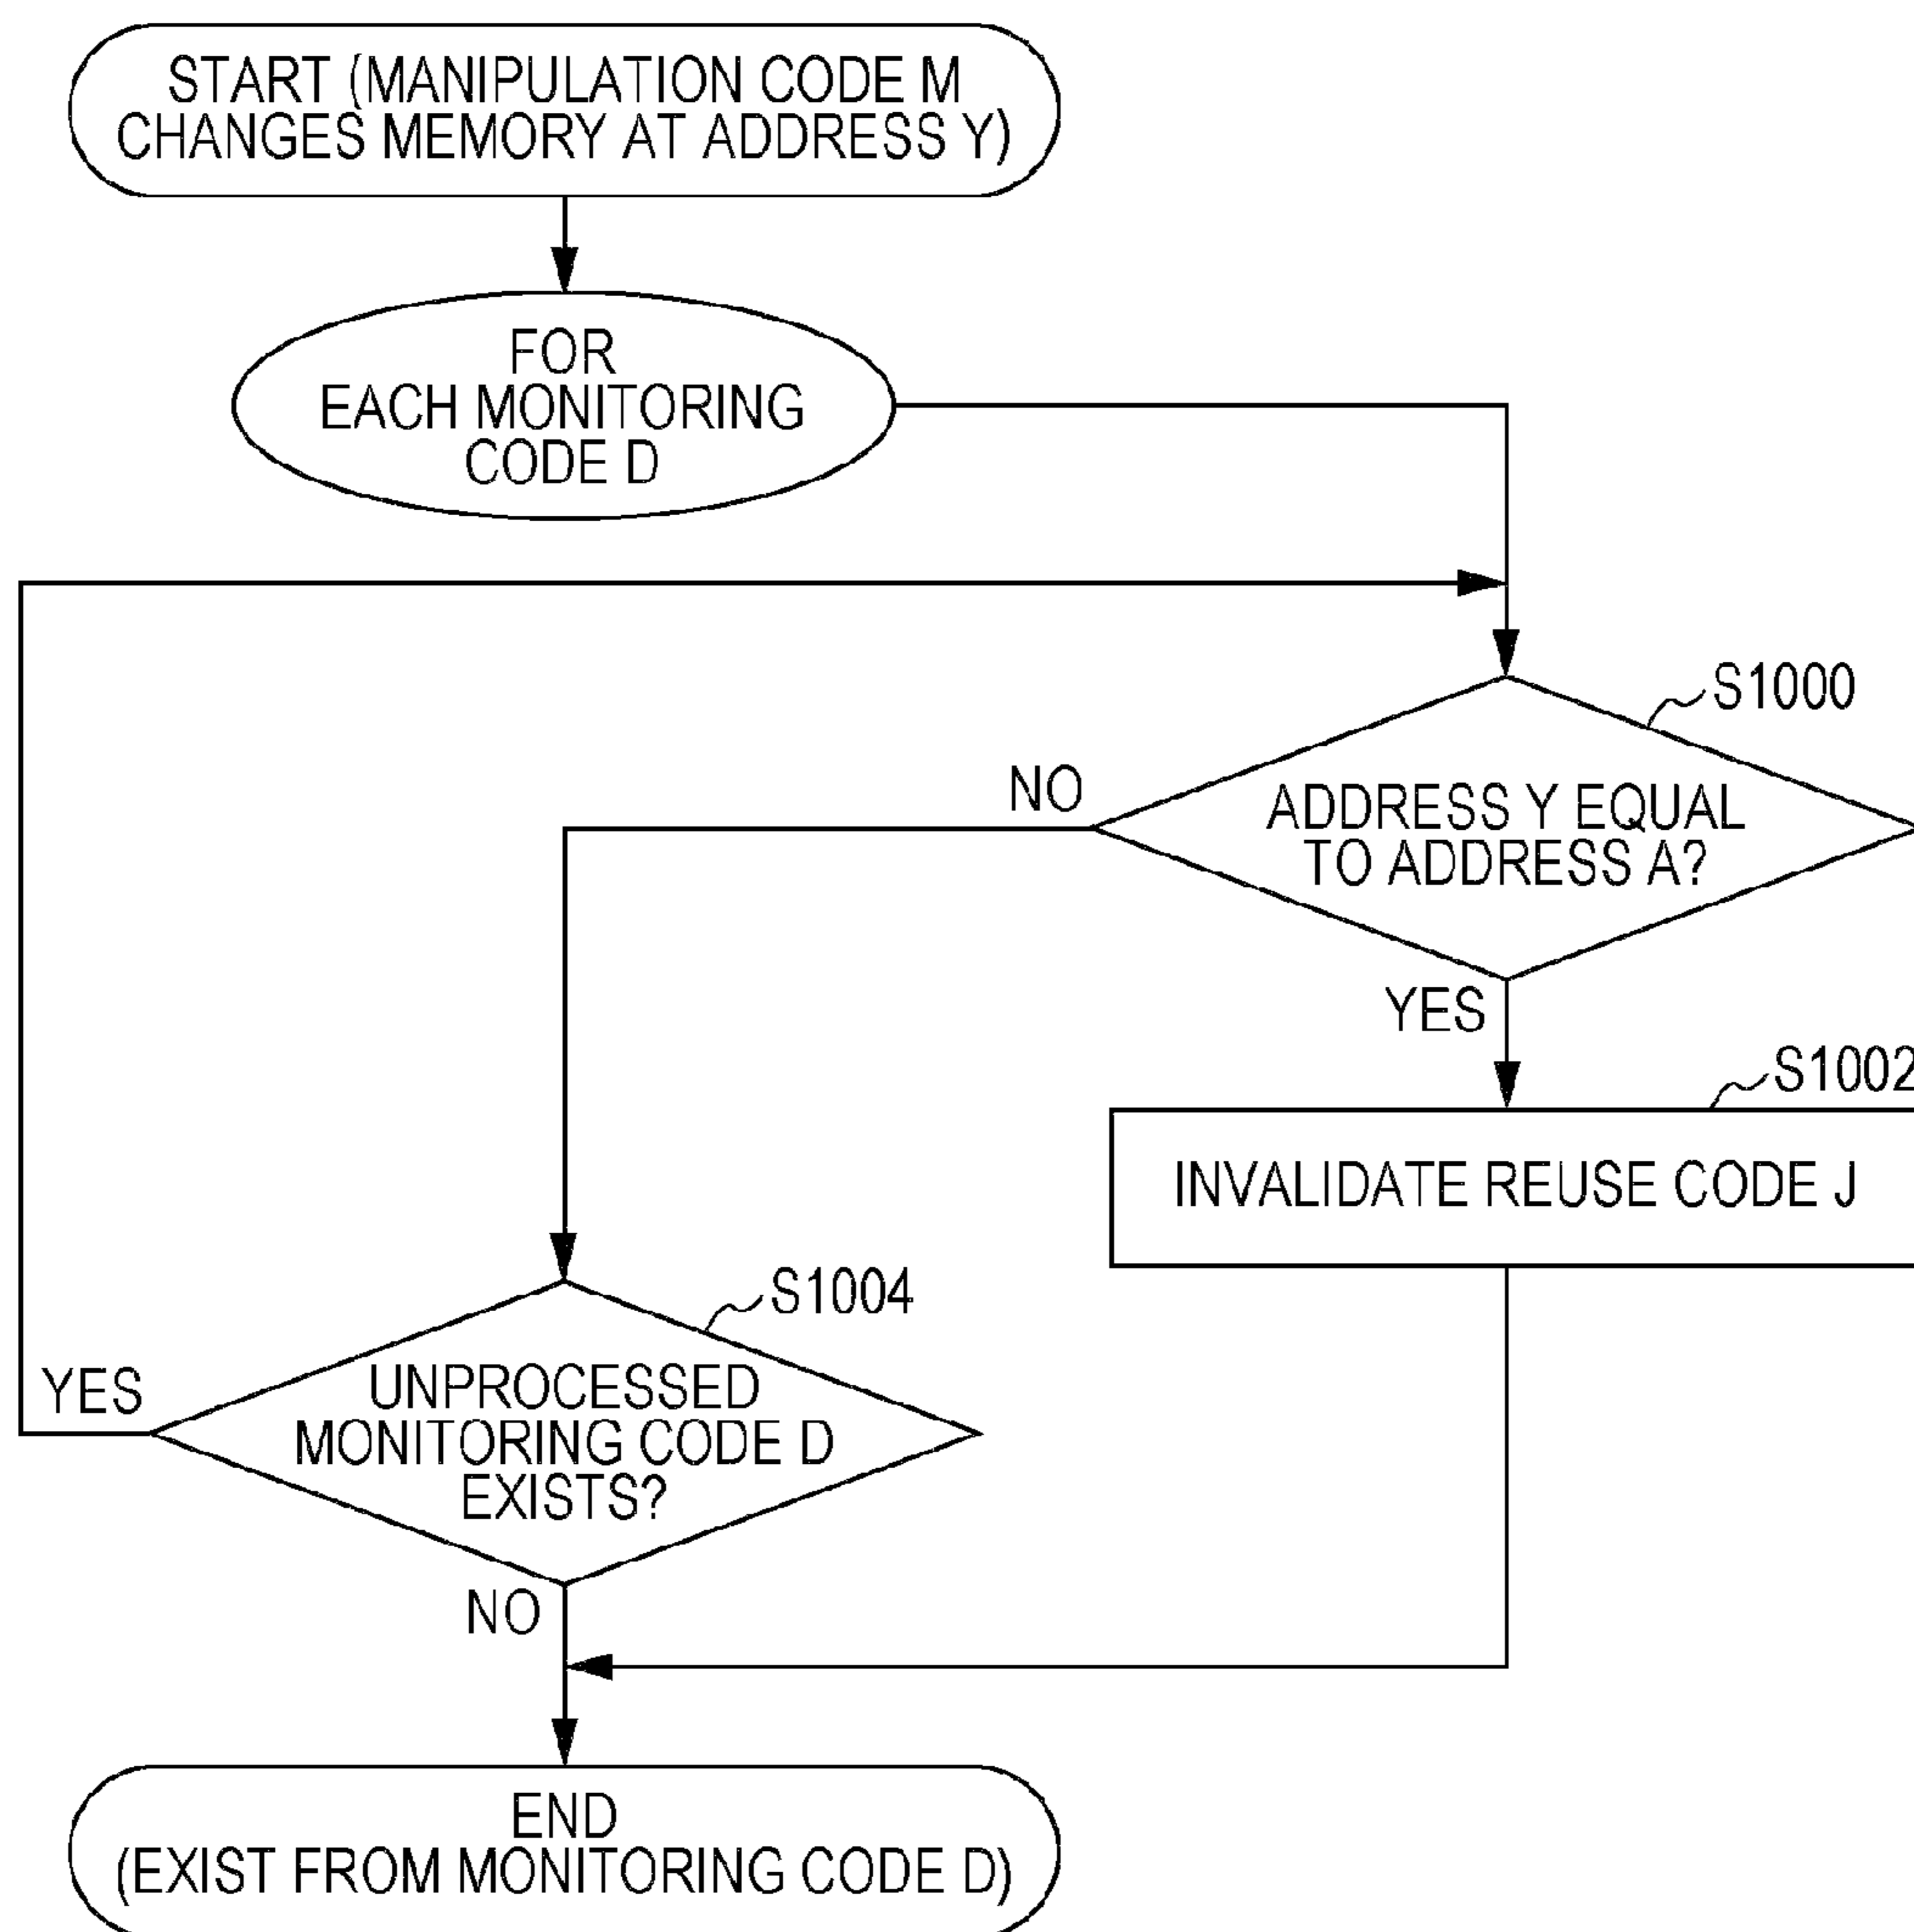 START (MANIPULATION CODE M
CHANGES MEMORY AT ADDRESS Y)
FOR
EACH MONITORING
CODE D
S1000
NO
ADDRESS Y EQUAL
TO ADDRESS A?
YES
S1002
INVALIDATE REUSE CODE J
S1004
YES
UNPROCESSED
MONITORING CODE D
EXISTS?
NO
END
(EXIST FROM MONITORING CODE D)